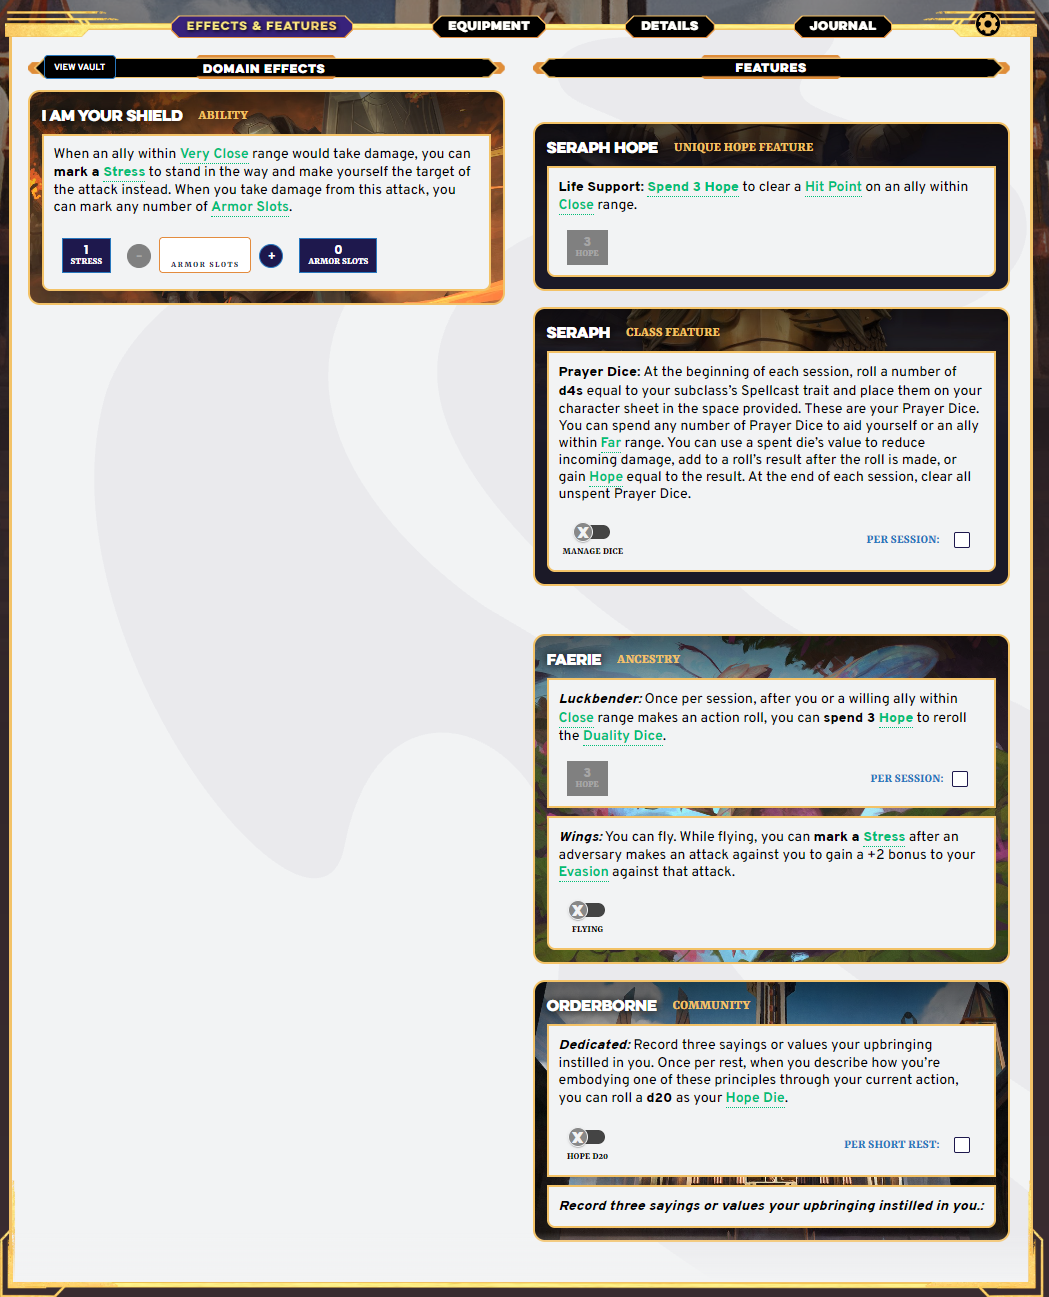 EFFECTS & FEATURES
EQUIPMENT
DETAILS
JOURNAL
VIEW VAULT
DOMAIN EFFECTS
I AM YOUR SHIELD ABILITY
When an ally within Very Close range would take damage, you can
mark a Stress to stand in the way and make yourself the target of
the attack instead. When you take damage from this attack, you
can mark any number of Armor Slots.
1
STRESS
-
ARMOR SLOTS
+
0
ARMOR SLOTS
FEATURES
SERAPH HOPE UNIQUE HOPE FEATURE
Life Support: Spend 3 Hope to clear a Hit Point on an ally within
Close range.
3
HOPE
SERAPH CLASS FEATURE
Prayer Dice: At the beginning of each session, roll a number of
d4s equal to your subclass’s Spellcast trait and place them on your
character sheet in the space provided. These are your Prayer Dice.
You can spend any number of Prayer Dice to aid yourself or an ally
within Far range. You can use a spent die’s value to reduce
incoming damage, add to a roll’s result after the roll is made, or
gain Hope equal to the result. At the end of each session, clear all
unspent Prayer Dice.
X
MANAGE DICE
PER SESSION:
FAERIE ANCESTRY
Luckbender: Once per session, after you or a willing ally within
Close range makes an action roll, you can spend 3 Hope to reroll
the Duality Dice.
3
HOPE
PER SESSION:
Wings: You can fly. While flying, you can mark a Stress after an
adversary makes an attack against you to gain a +2 bonus to your
Evasion against that attack.
X
FLYING
ORDERBORNE COMMUNITY
Dedicated: Record three sayings or values your upbringing
instilled in you. Once per rest, when you describe how you’re
embodying one of these principles through your current action,
you can roll a d20 as your Hope Die.
X
HOPE D20
PER SHORT REST:
Record three sayings or values your upbringing instilled in you.: